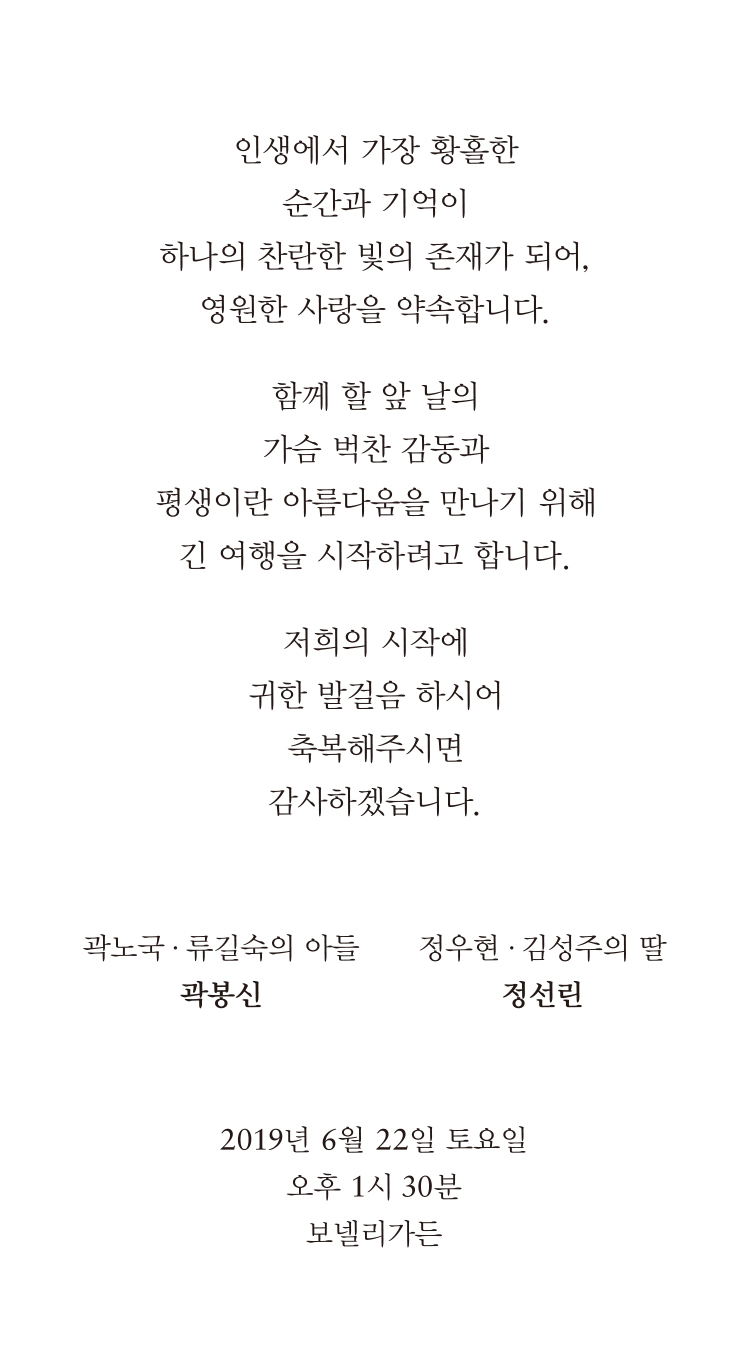 인생에서 가장 황홀한
순간과 기억이
하나의 찬란한 빛의 존재가 되어,
영원한 사랑을 약속합니다.
함께 할 앞 날의
가슴 벅찬 감동과
평생이란 아름다움을 만나기 위해
긴 여행을 시작하려고 합니다.
저희의 시작에
귀한 발걸음 하시어
축복해주시면
감사하겠습니다.
곽노국 · 류길숙의 아들
곽봉신
정우현 · 김성주의 딸
정선린
2019년 6월 22일 토요일
오후 1시 30분
보넬리가든